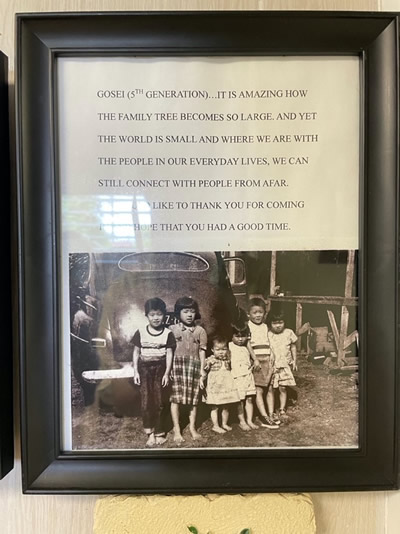 GOSEI (5TH GENERATION)...IT IS AMAZING HOW
THE FAMILY TREE BECOMES SO LARGE. AND YET
THE WORLD IS SMALL AND WHERE WE ARE WITH
THE PEOPLE IN OUR EVERYDAY LIVES, WE CAN
STILL CONNECT WITH PEOPLE FROM AFAR.
LIKE TO THANK YOU FOR COMING
HOPE THAT YOU HAD A GOOD TIME.